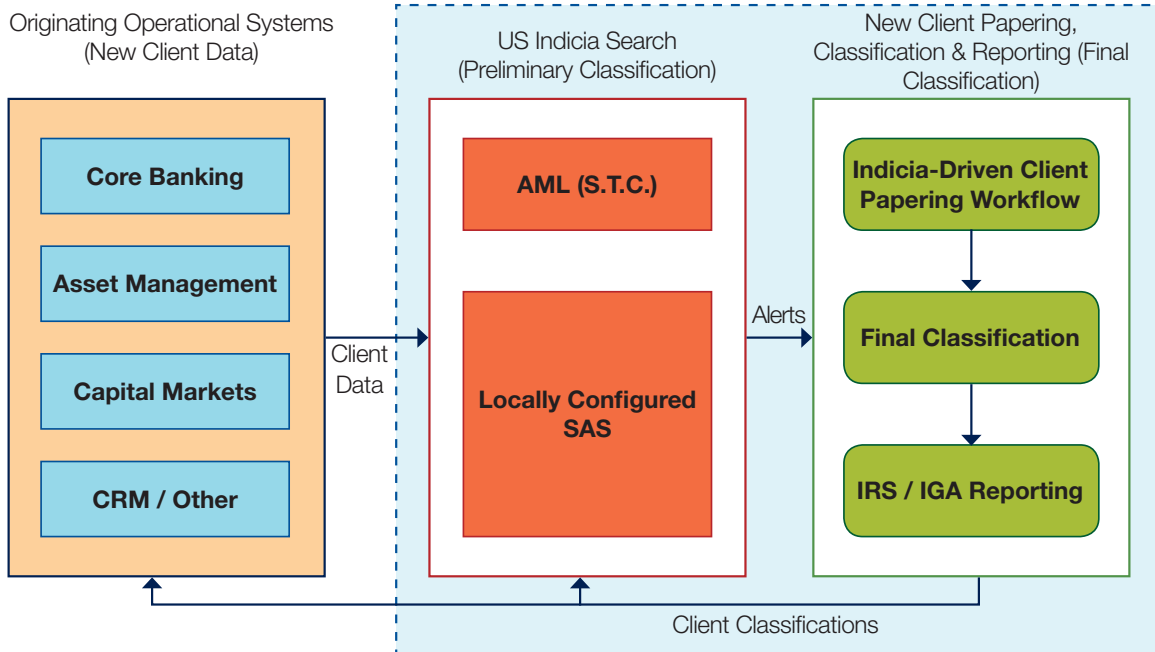 Originating Operational Systems
(New Client Data)
US Indicia Search
(Preliminary Classification)
New Client Papering,
Classification & Reporting (Final
Classification)
Core Banking
Asset Management
Capital Markets
CRM / Other
Client
Data
AML (S.T.C.)
Locally Configured
SAS
Alerts
Indicia-Driven Client
Papering Workflow
Final Classification
IRS / IGA Reporting
Client Classifications